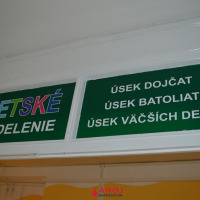 ETSKÉ
DELENIE
ÚSEK DOJČAT
ÚSEK BATOLIAT
ÚSEK VÄČŠÍCH DE